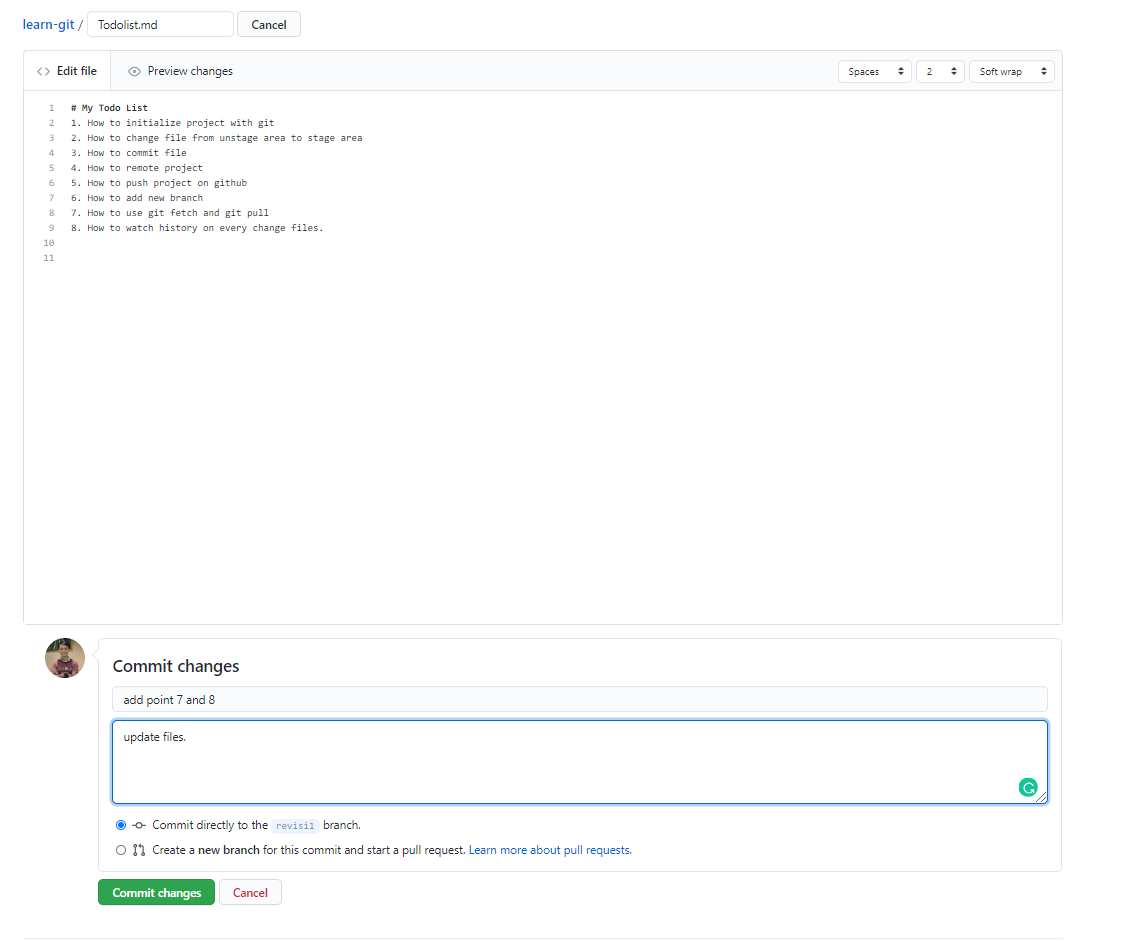 learn-git / Todolist.md Cancel
Edit file Preview changes Spaces 2 Soft wrap
1 # My Todo List
2 1. How to initialize project with git
3 2. How to change file from unstage area to stage area
4 3. How to commit file
5 4. How to remote project
6 5. How to push project on github
7 6. How to add new branch
8 7. How to use git fetch and git pull
9 8. How to watch history on every change files.
10
11
Commit changes
add point 7 and 8
update files.
Commit directly to the revisi1 branch.
Create a new branch for this commit and start a pull request. Learn more about pull requests.
Commit changes Cancel